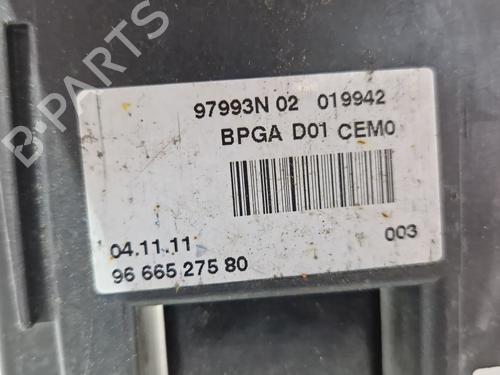 97993N 02 019942
BPGA D01 CEM0
003
04.11.11
96 665 275 80
B-PARTS